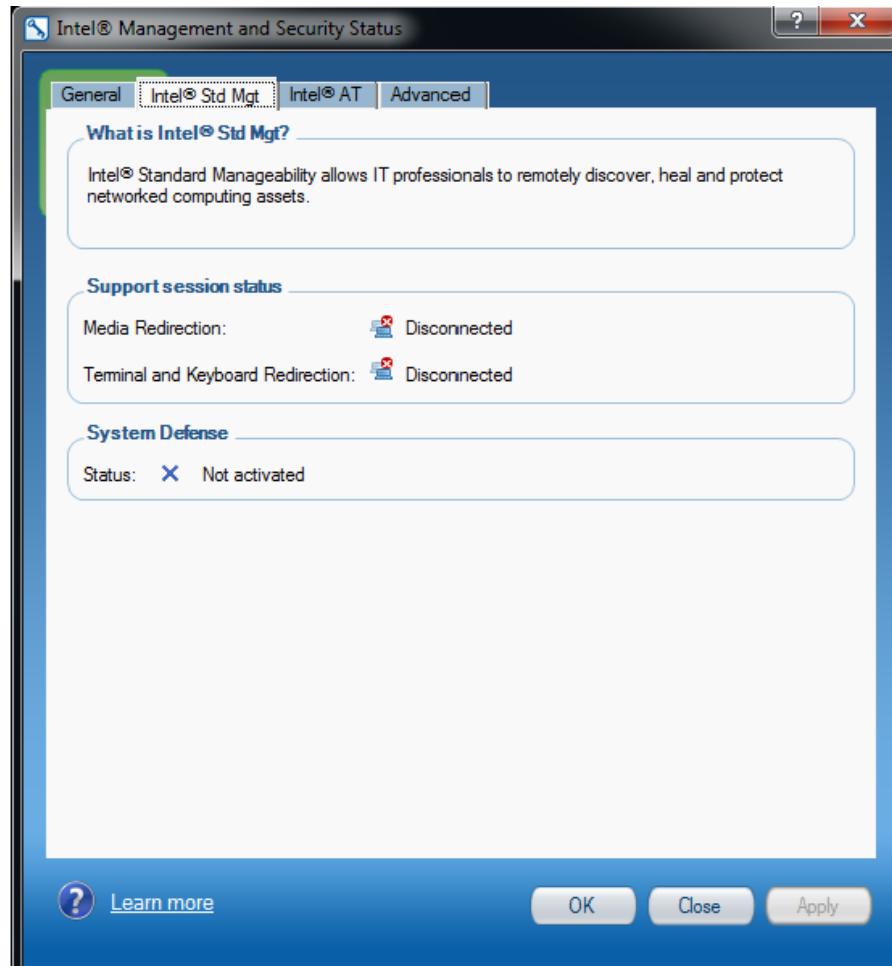 Intel® Management and Security Status
General Intel® Std Mgt Intel® AT Advanced
What is Intel® Std Mgt?
Intel® Standard Manageability allows IT professionals to remotely discover, heal and protect
networked computing assets.
Support session status
Media Redirection: Disconnected
Terminal and Keyboard Redirection: Disconnected
System Defense
Status: Not activated
Learn more OK Close Apply